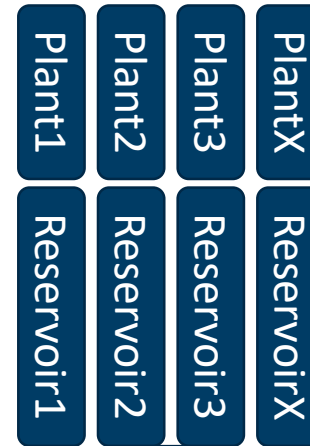 Plant1
Plant2
Plant3
PlantX
Reservoir1
Reservoir2
Reservoir3
ReservoirX